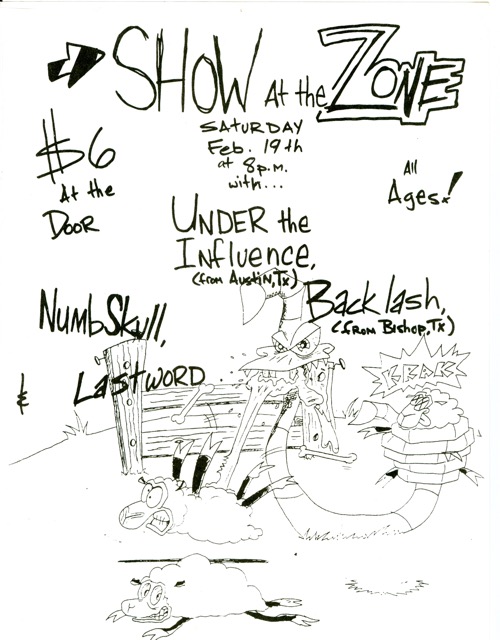 SHOW At the ZONE
$6
At the
DOOR
SATURDAY
Feb. 19th
at 8p.m.
with...
All
Ages!
UNDER the
Influence,
(from Austin, Tx)
Backlash,
(from Bishop, Tx)
NumbSkull,
& Lastword
K-RAK